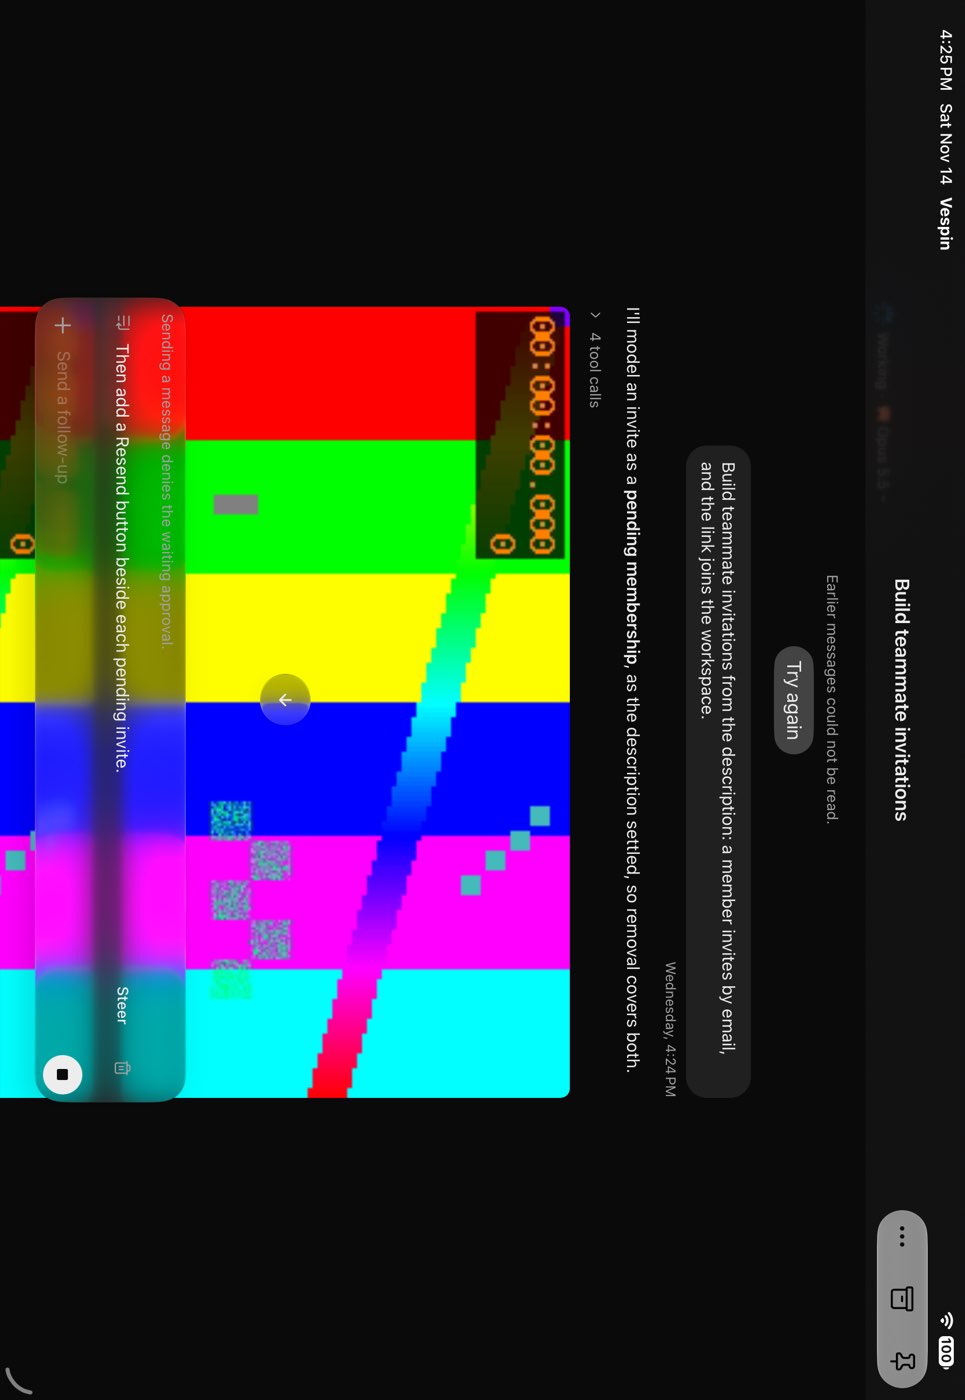 4:25 PM Sat Nov 14 Vespin
100
Build teammate invitations
Working Opus 5.5
Earlier messages could not be read.
Try again
Build teammate invitations from the description: a member invites by email,
and the link joins the workspace.
Wednesday, 4:24 PM
I'll model an invite as a pending membership, as the description settled, so removal covers both.
4 tool calls
00:00:00.000
0
Sending a message denies the waiting approval.
Then add a Resend button beside each pending invite.
Steer
Send a follow-up
0